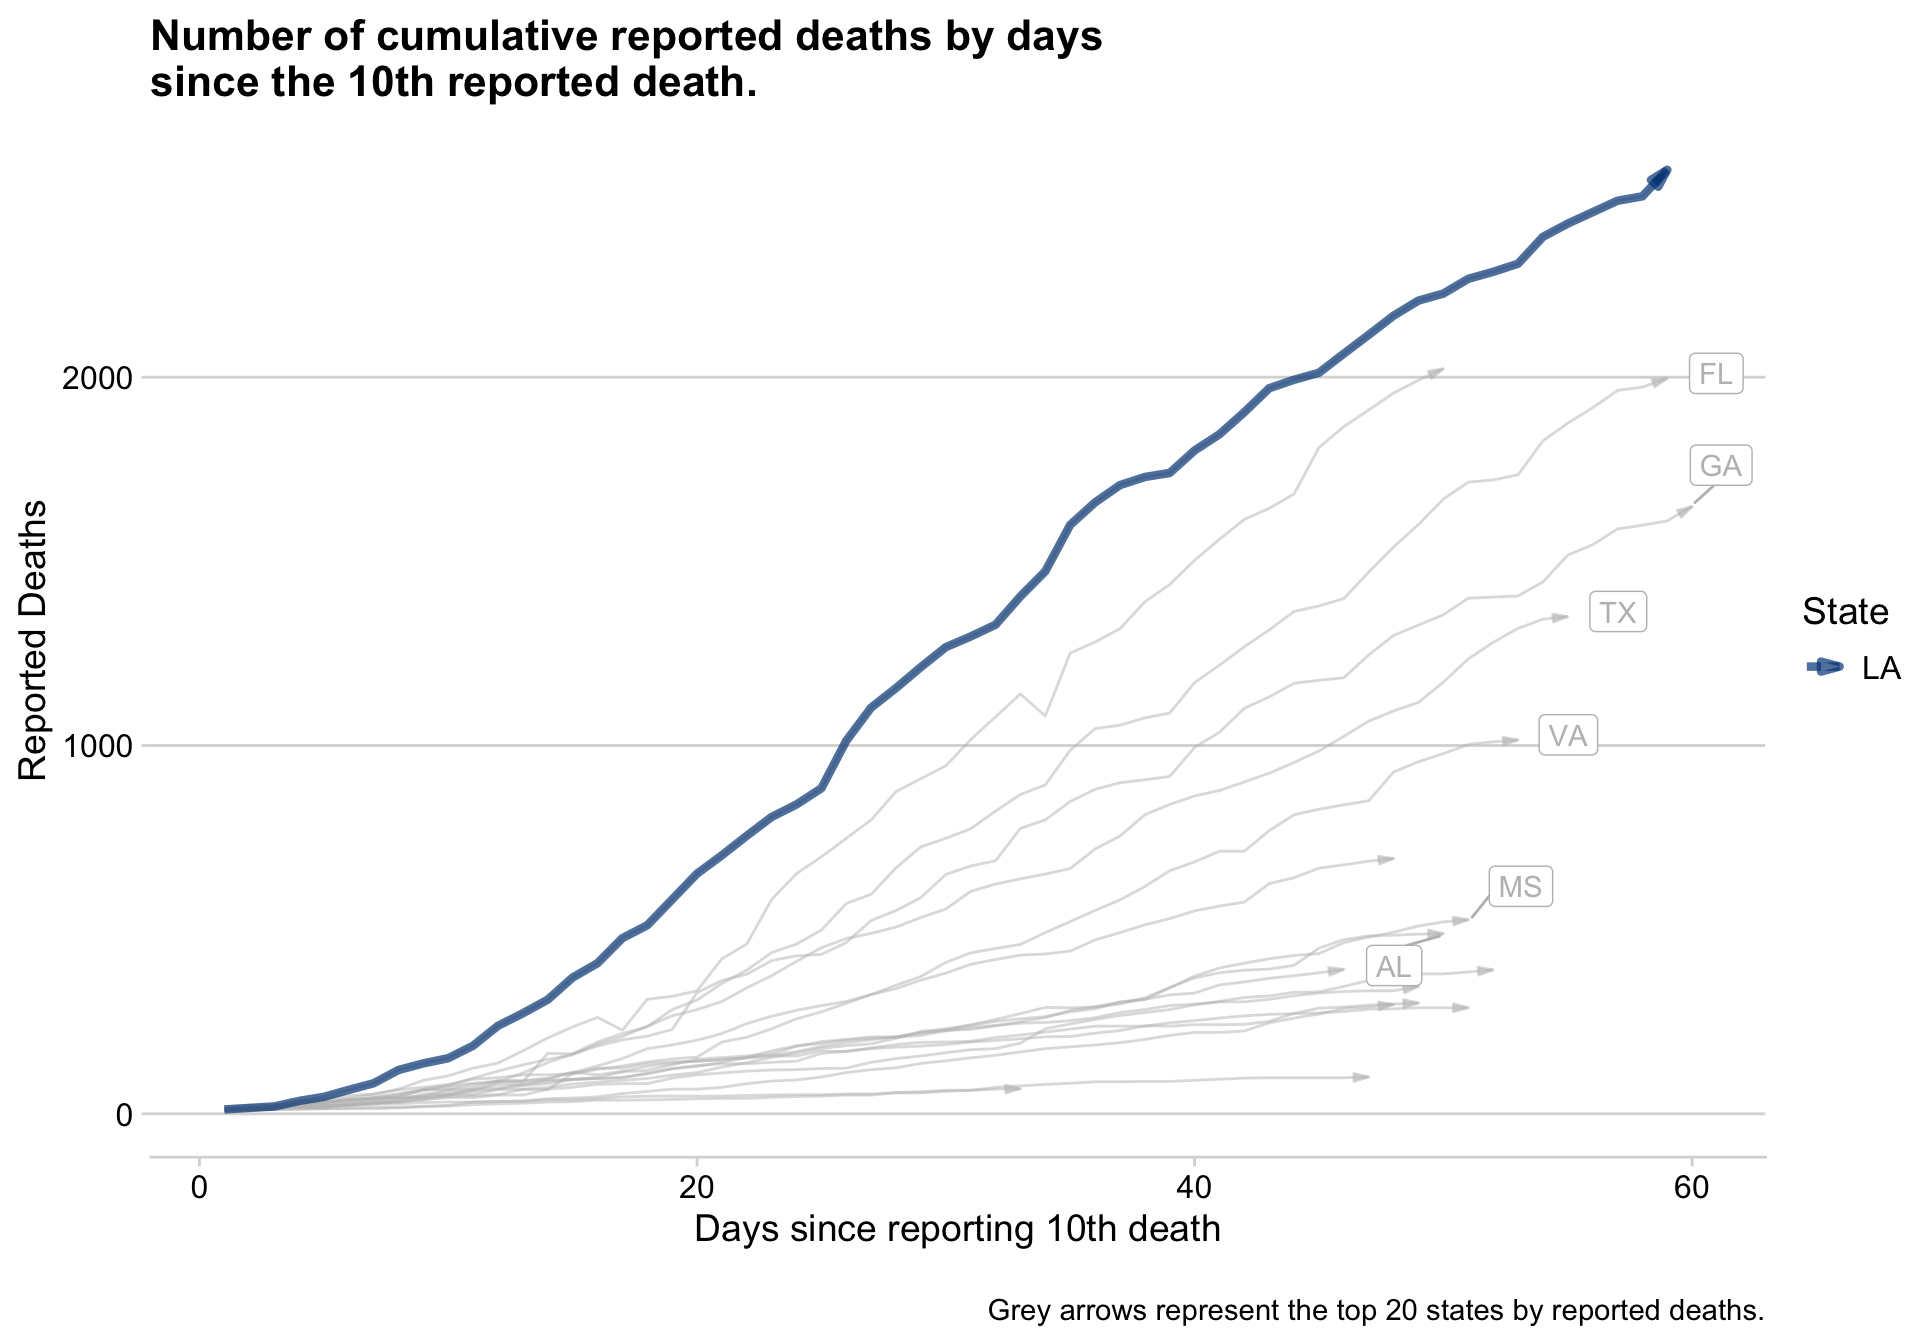 Number of cumulative reported deaths by days
since the 10th reported death.
Reported Deaths
2000
1000
0
FL
GA
TX
VA
MS
AL
State
LA
0 20 40 60
Days since reporting 10th death
Grey arrows represent the top 20 states by reported deaths.